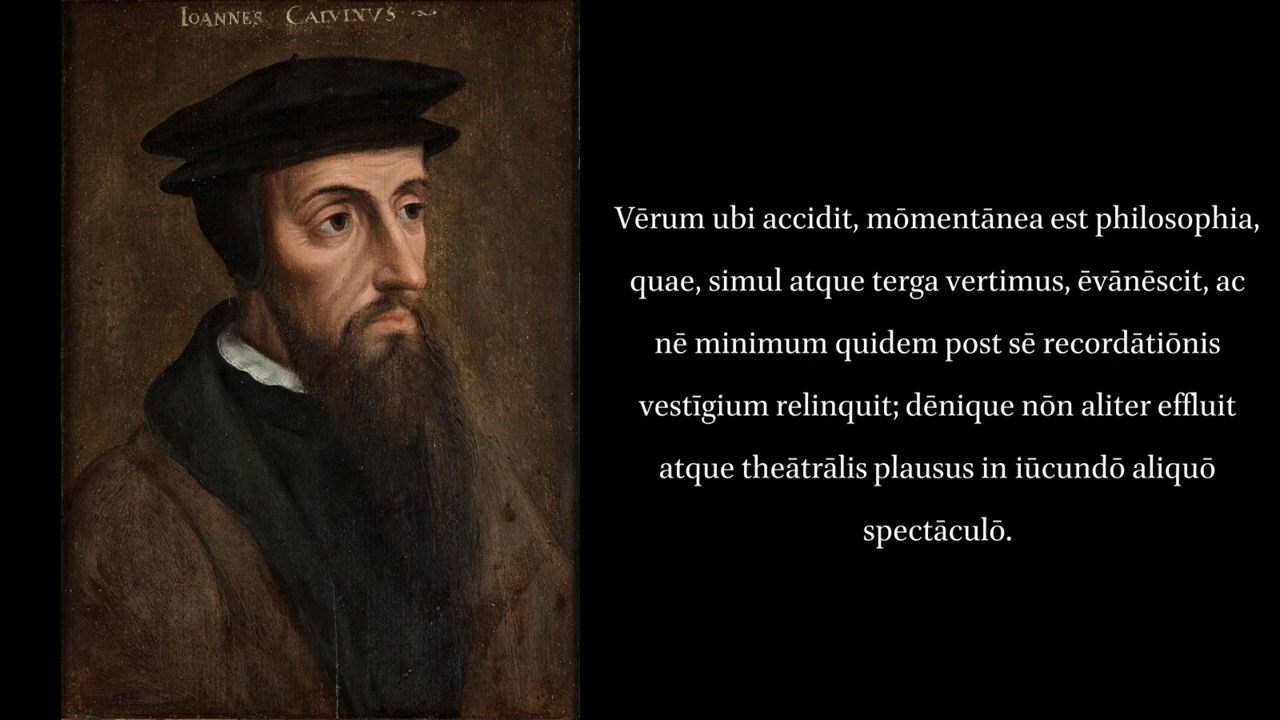 IOANNES CALVINVS
Vērum ubi accidit, mōmentānea est philosophia,
quae, simul atque terga vertimus, ēvānēscit, ac
nē minimum quidem post sē recordātiōnis
vestīgium relinquit; dēnique nōn aliter effluit
atque theātrālis plausus in iūcundō aliquō
spectāculō.